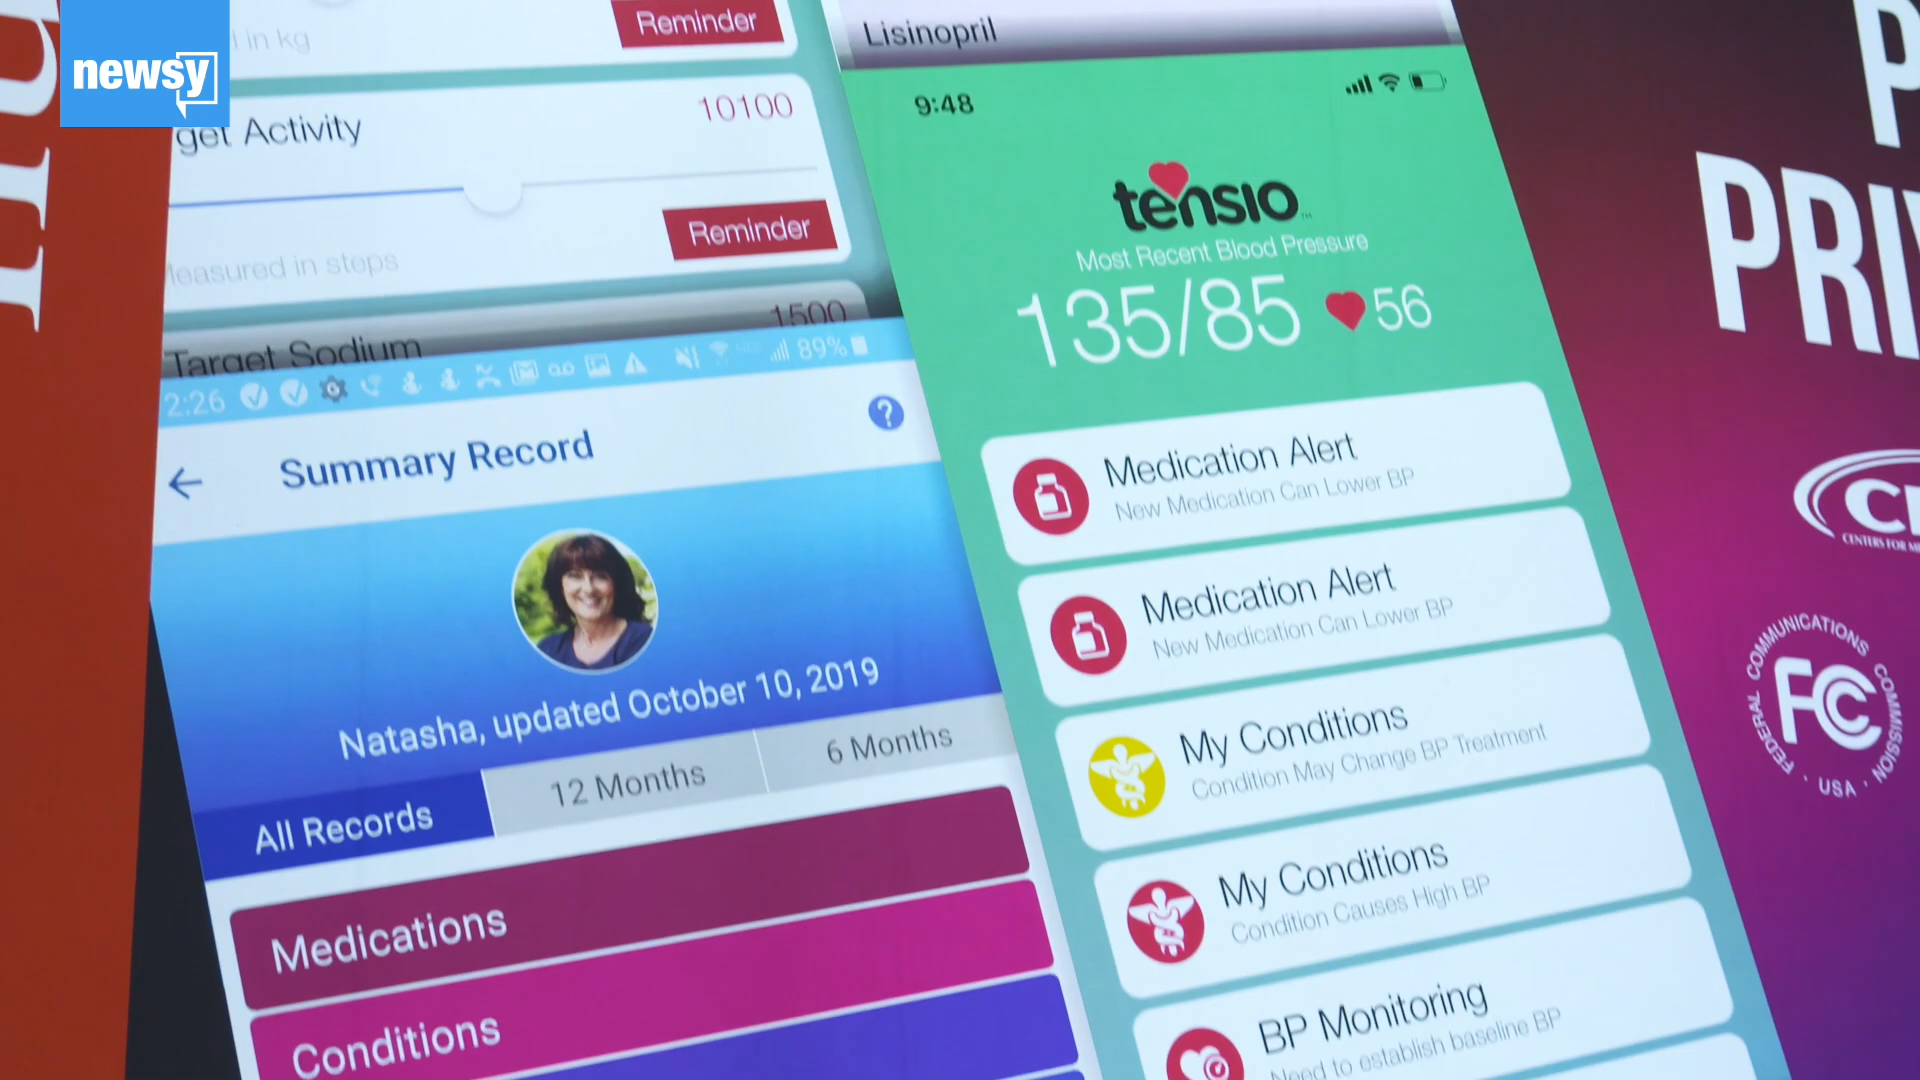 newsy
in kg
Reminder
get Activity
10100
Measured in steps
Reminder
Target Sodium
1500
2:26
89%
Summary Record
?
Natasha, updated October 10, 2019
All Records
12 Months
6 Months
Medications
Conditions
Lisinopril
9:48
tensio
Most Recent Blood Pressure
135/85
56
Medication Alert
New Medication Can Lower BP
Medication Alert
New Medication Can Lower BP
My Conditions
Condition May Change BP Treatment
My Conditions
Condition Causes High BP
BP Monitoring
Need to establish baseline BP
P
PRI
CENTERS FOR
FEDERAL COMMUNICATIONS COMMISSION
FCC
· USA ·